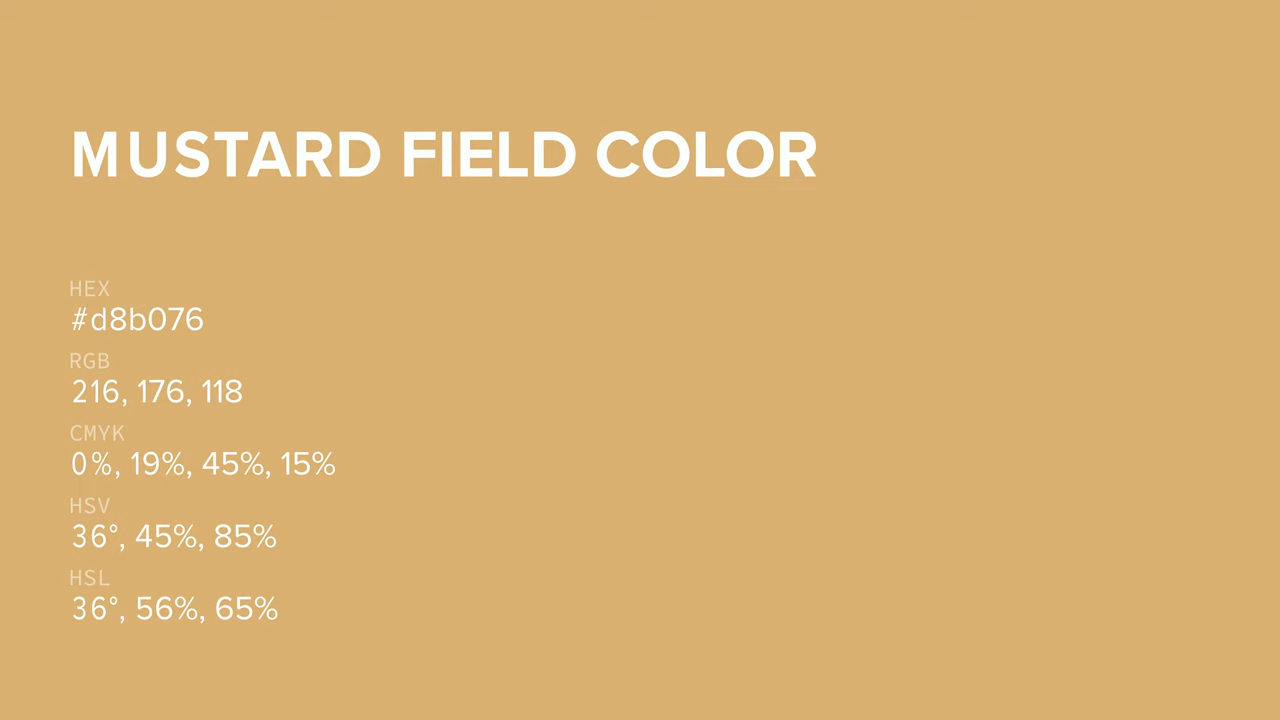 MUSTARD FIELD COLOR
HEX
#d8b076
RGB
216, 176, 118
CMYK
0%, 19%, 45%, 15%
HSV
36°, 45%, 85%
HSL
36°, 56%, 65%